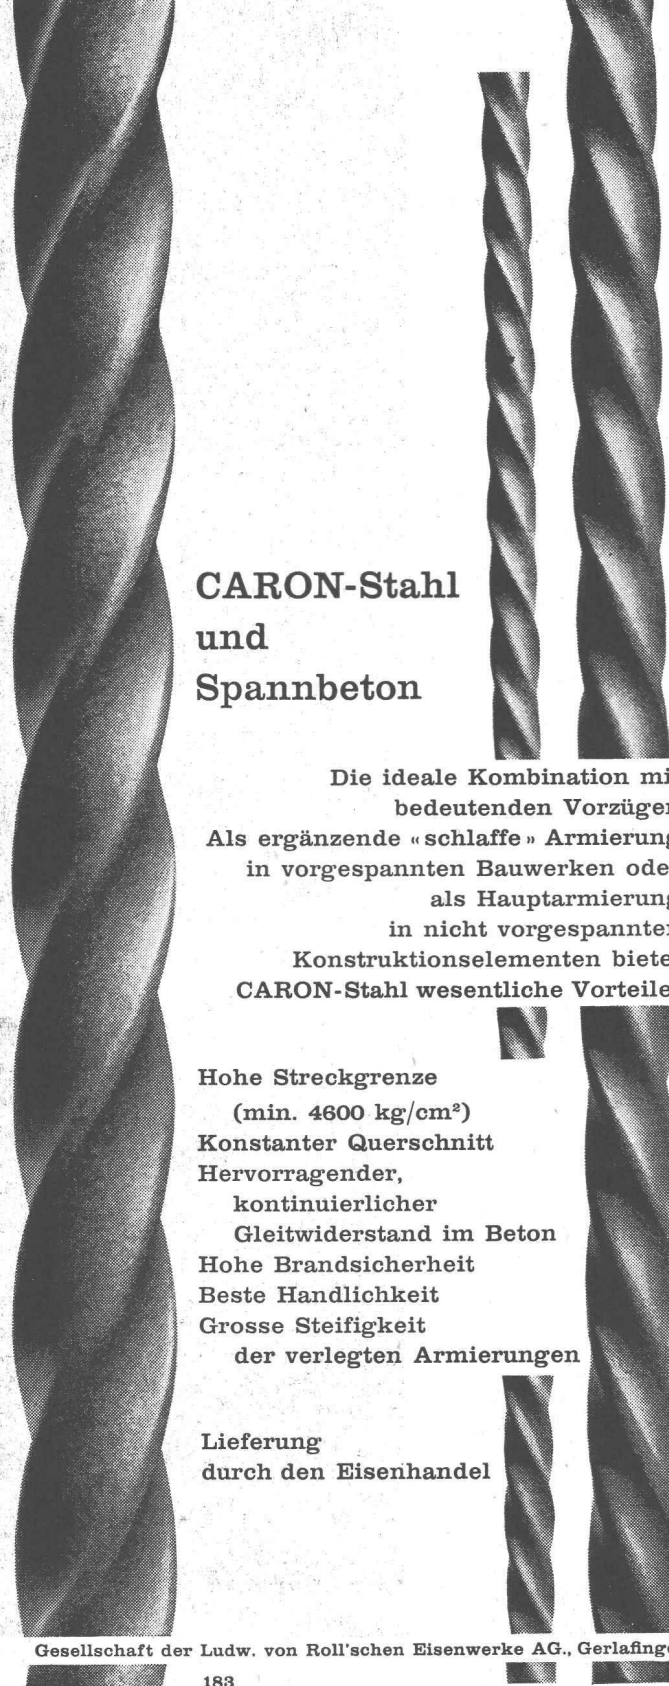 CARON-Stahl
und
Spannbeton
Die ideale Kombination mi
bedeutenden Vorzüge
Als ergänzende «schlaffe» Armierung
in vorgespannten Bauwerken ode
als Hauptarmierung
in nicht vorgespannte
Konstruktionselementen biete
CARON-Stahl wesentliche Vorteile
Hohe Streckgrenze
(min. 4600 kg/cm²)
Konstanter Querschnitt
Hervorragender,
kontinuierlicher
Gleitwiderstand im Beton
Hohe Brandsicherheit
Beste Handlichkeit
Grosse Steifigkeit
der verlegten Armierungen
Lieferung
durch den Eisenhandel
Gesellschaft der Ludw. von Roll'schen Eisenwerke AG., Gerlafinge
183